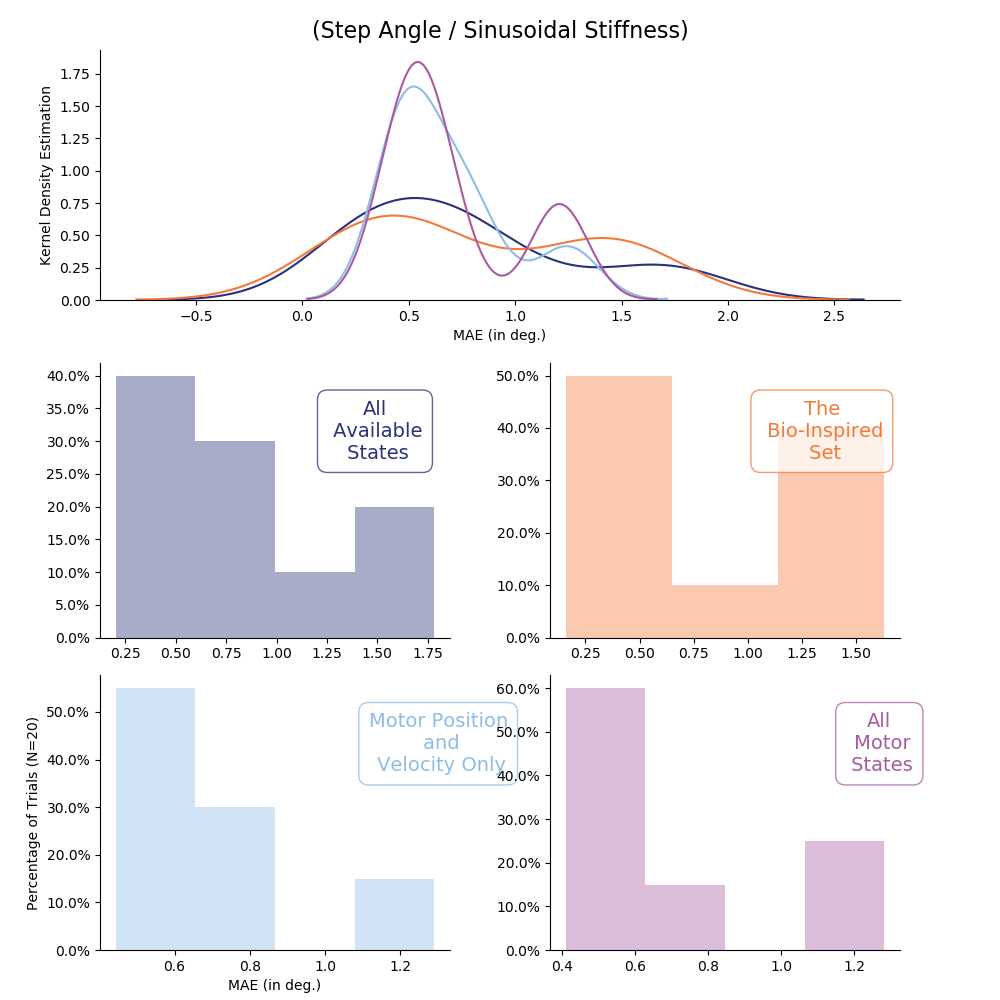 (Step Angle / Sinusoidal Stiffness)
Kernel Density Estimation
1.75
1.50
1.25
1.00
0.75
0.50
0.25
0.00
−0.5 0.0 0.5 1.0 1.5 2.0 2.5
MAE (in deg.)
40.0%
35.0%
30.0%
25.0%
20.0%
15.0%
10.0%
5.0%
0.0%
0.25 0.50 0.75 1.00 1.25 1.50 1.75
All
Available
States
50.0%
40.0%
30.0%
20.0%
10.0%
0.0%
0.25 0.50 0.75 1.00 1.25 1.50
The
Bio-Inspired
Set
Percentage of Trials (N=20)
50.0%
40.0%
30.0%
20.0%
10.0%
0.0%
0.6 0.8 1.0 1.2
MAE (in deg.)
Motor Position
and
Velocity Only
60.0%
50.0%
40.0%
30.0%
20.0%
10.0%
0.0%
0.4 0.6 0.8 1.0 1.2
All
Motor
States